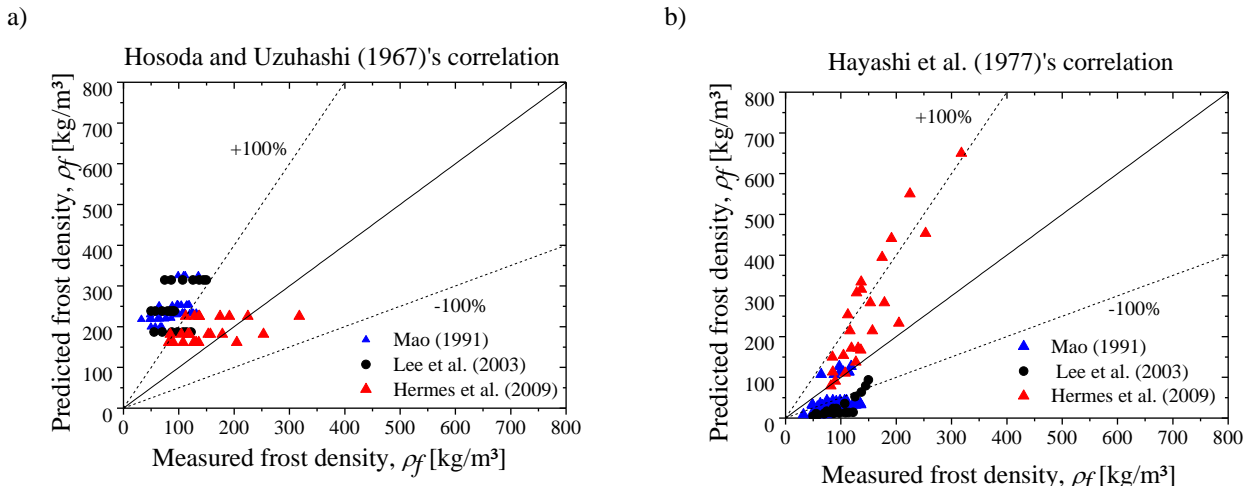 a)
Hosoda and Uzuhashi (1967)'s correlation
800
700
600
500
400
300
200
100
0
Predicted frost density, ρf [kg/m³]
+100%
-100%
Mao (1991)
Lee et al. (2003)
Hermes et al. (2009)
0 100 200 300 400 500 600 700 800
Measured frost density, ρf [kg/m³]
b)
Hayashi et al. (1977)'s correlation
800
700
600
500
400
300
200
100
0
Predicted frost density, ρf [kg/m³]
+100%
-100%
Mao (1991)
Lee et al. (2003)
Hermes et al. (2009)
0 100 200 300 400 500 600 700 800
Measured frost density, ρf [kg/m³]